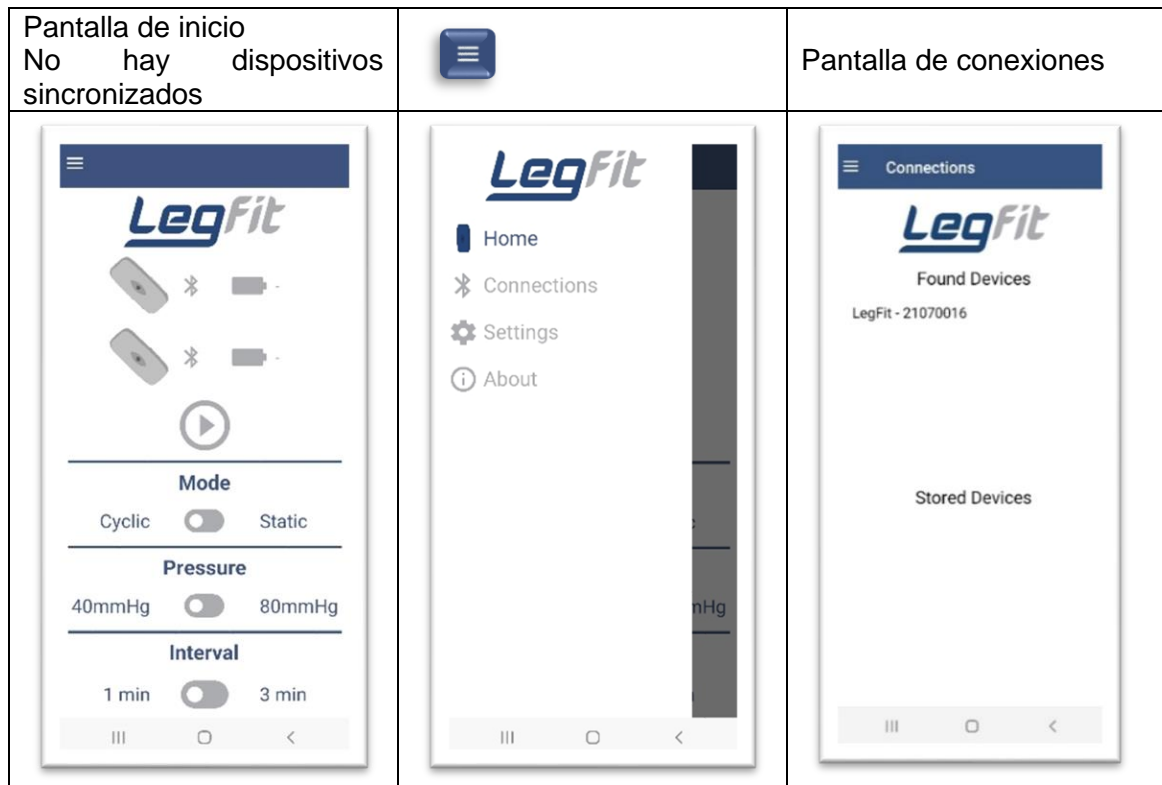 Pantalla de inicio
No hay dispositivos
sincronizados
Pantalla de conexiones
LegFit
- 
- 
Mode
Cyclic Static
Pressure
40mmHg 80mmHg
Interval
1 min 3 min
LegFit
Home
Connections
Settings
About
mHg
Connections
LegFit
Found Devices
LegFit - 21070016
Stored Devices